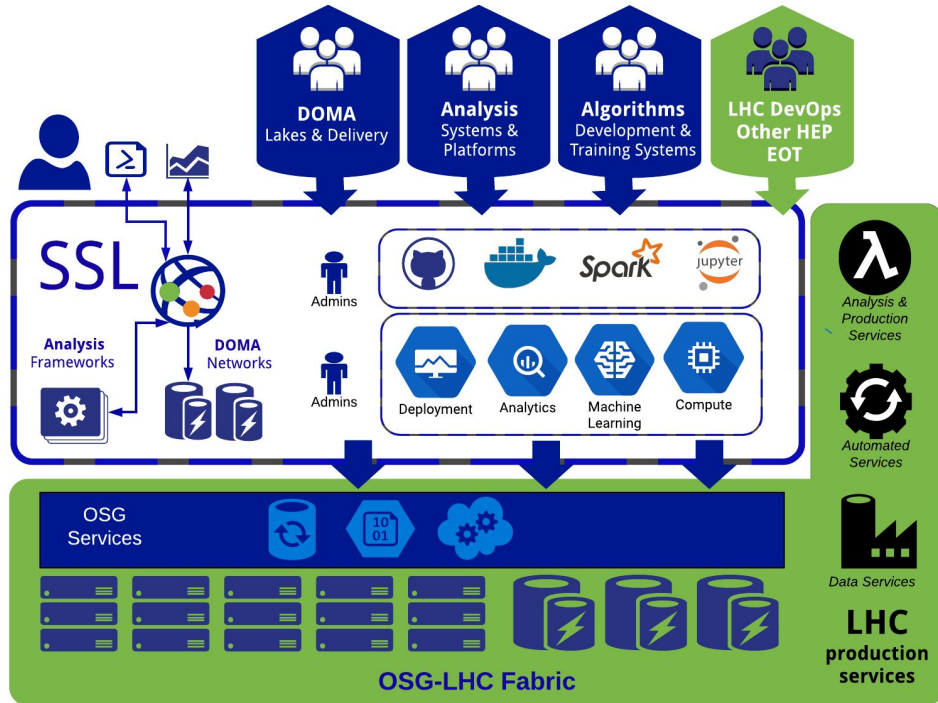 DOMA
Lakes & Delivery
Analysis
Systems &
Platforms
Algorithms
Development &
Training Systems
LHC DevOps
Other HEP
EOT
SSL
Admins
Spark
jupyter
Analysis
Frameworks
DOMA
Networks
Admins
Deployment
Analytics
Machine
Learning
Compute
λ
Analysis &
Production
Services
Automated
Services
Data Services
LHC
production
services
OSG
Services
10
01
OSG-LHC Fabric